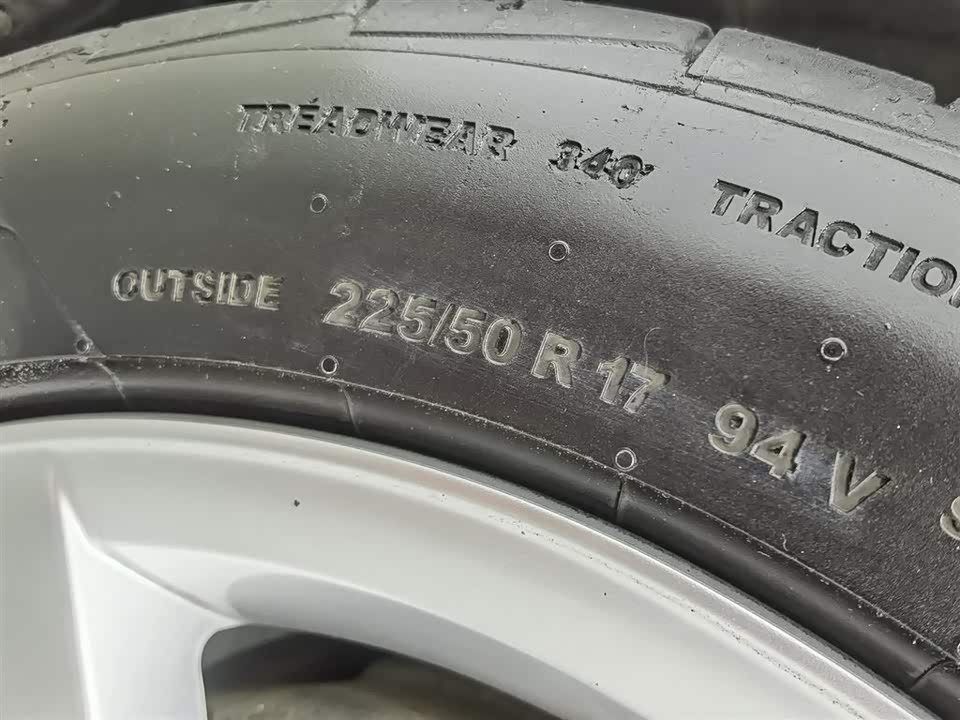 TREADWEAR 340 TRACTION
OUTSIDE 225/50 R 17 94 V